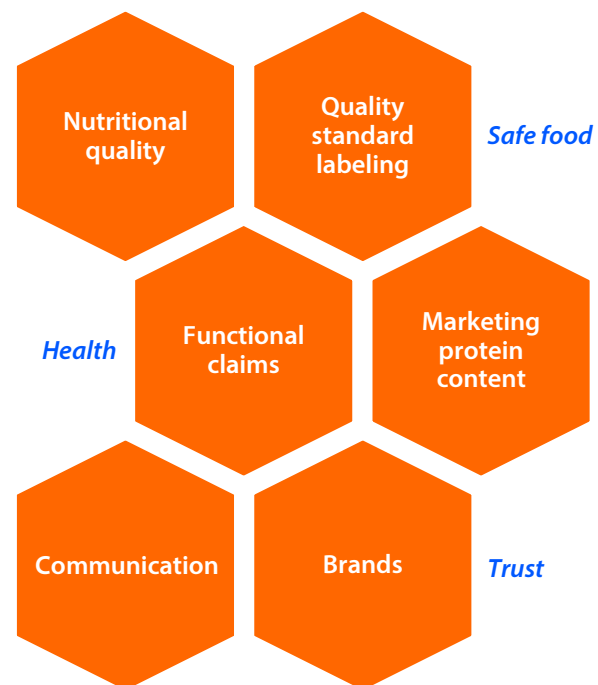 Nutritional
quality
Quality
standard
labeling
Safe food
Health
Functional
claims
Marketing
protein
content
Communication
Brands
Trust